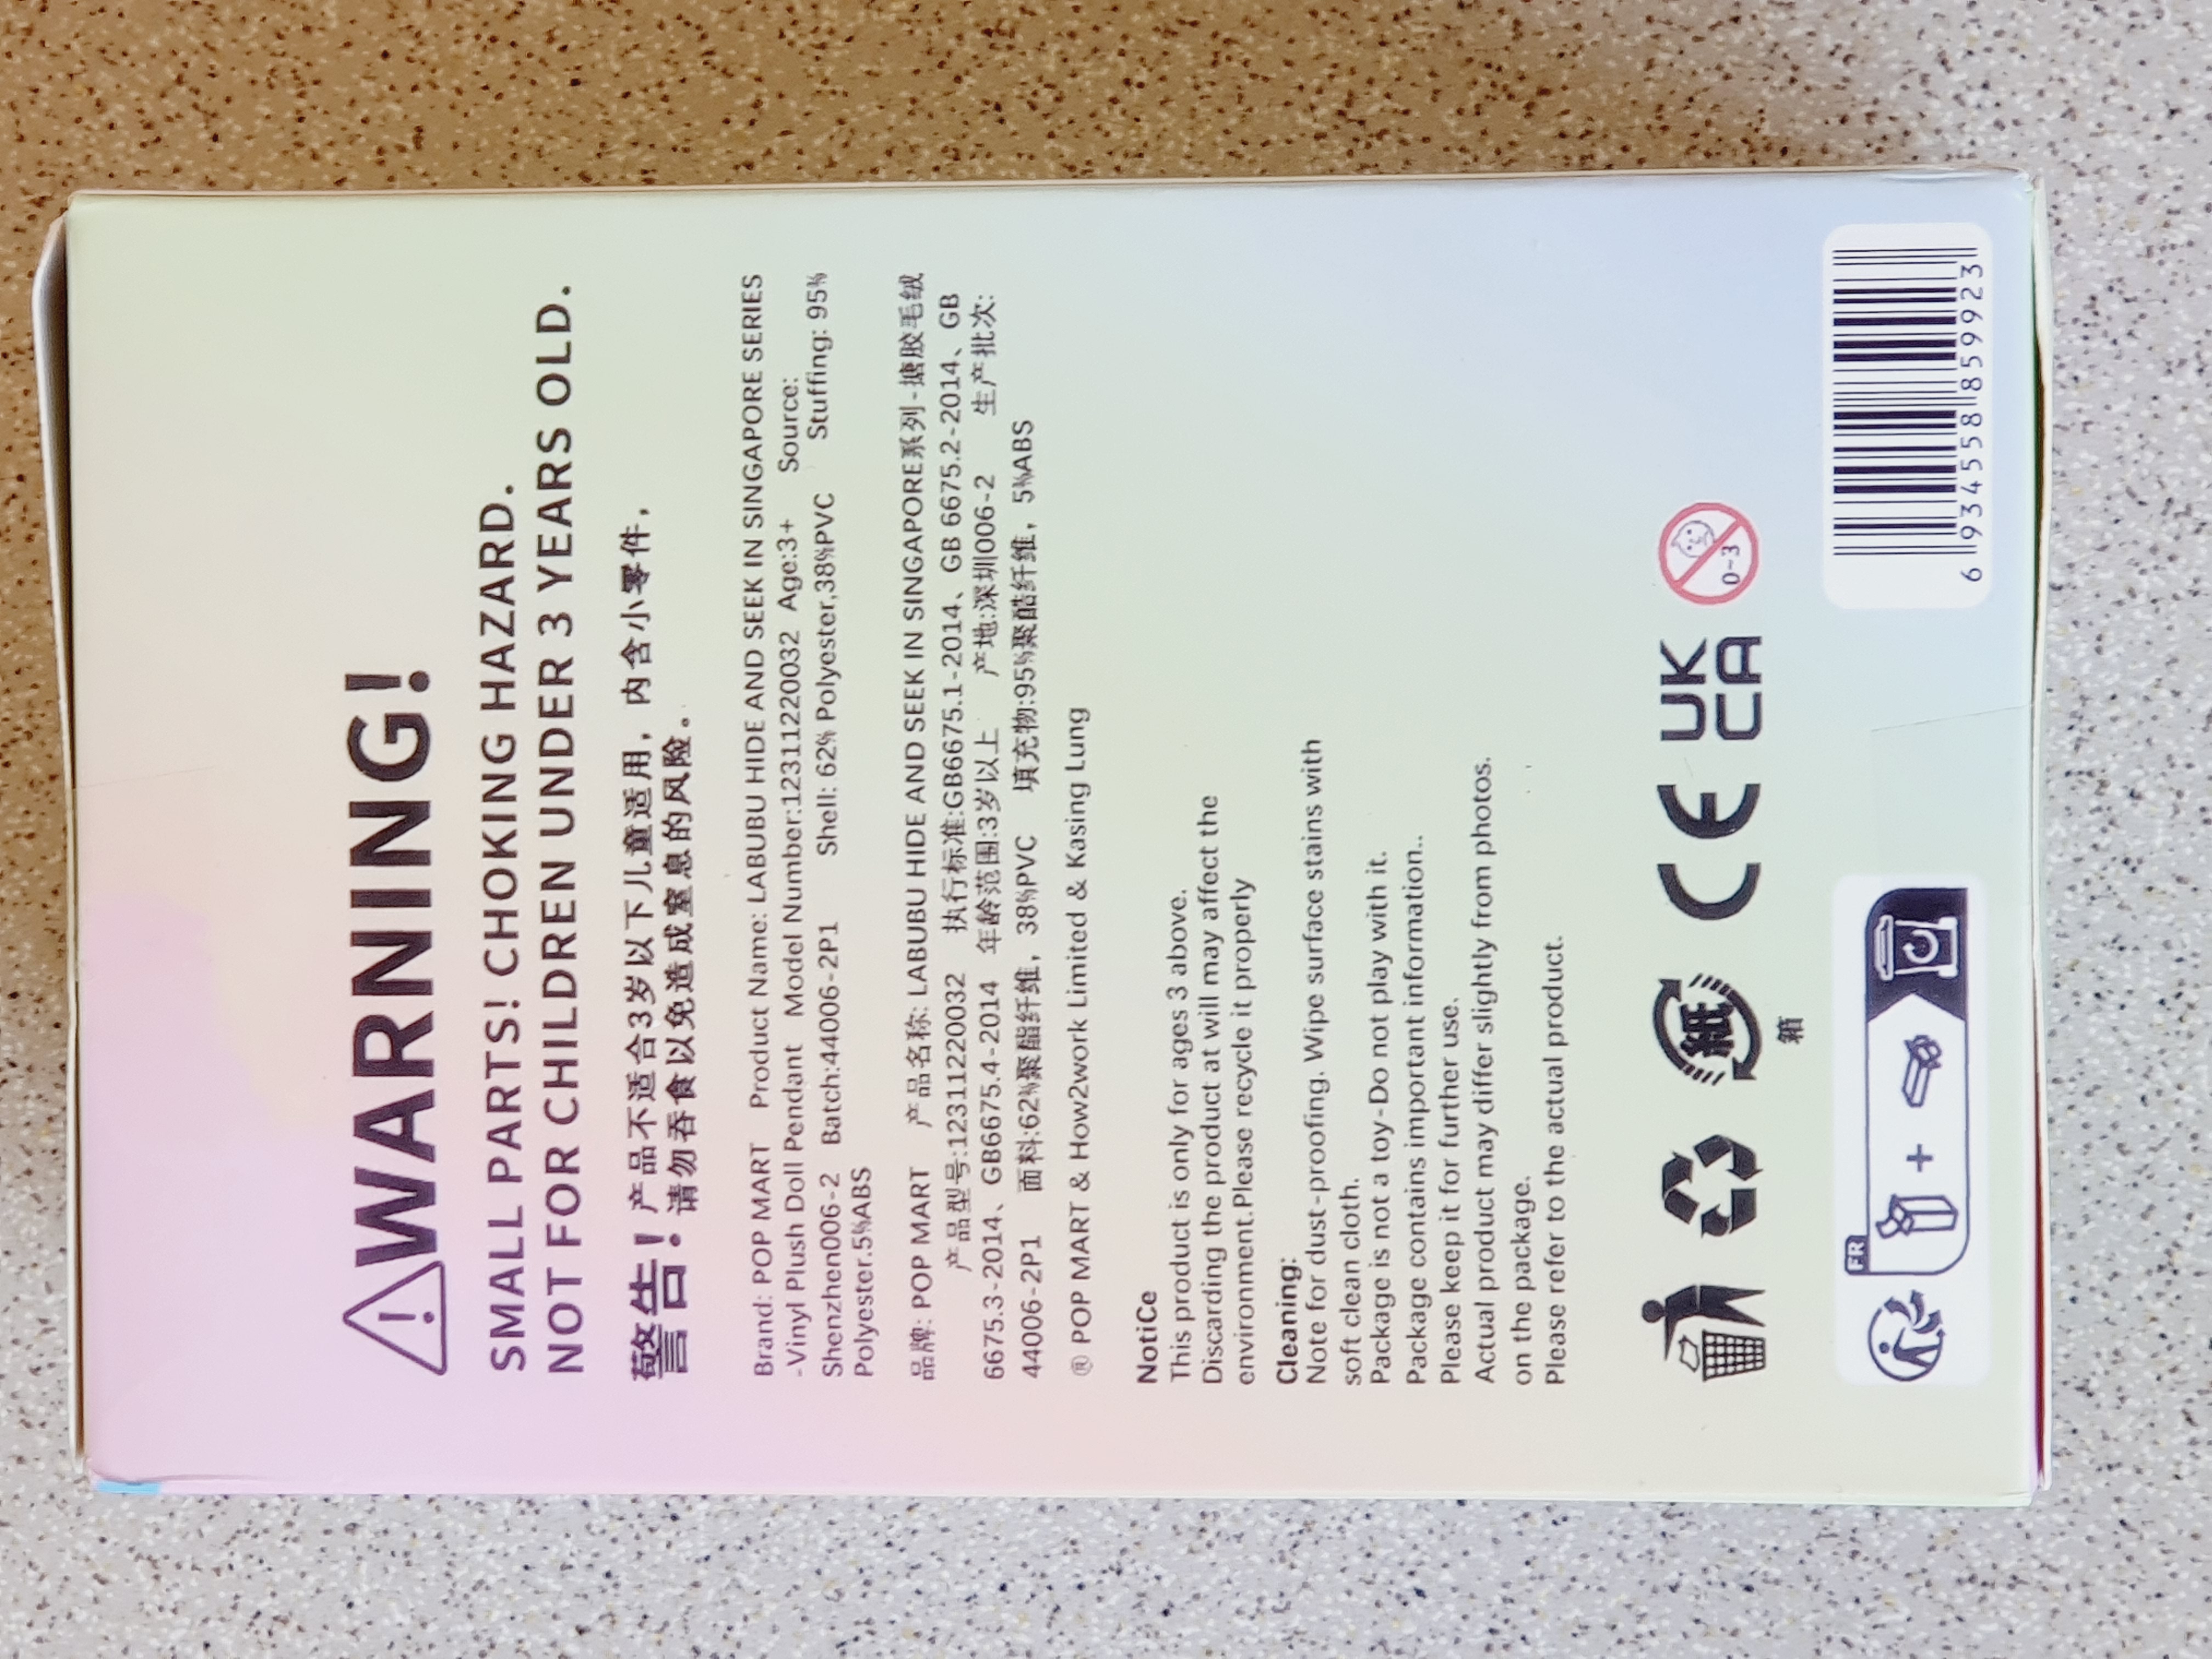 WARNING!
SMALL PARTS! CHOKING HAZARD.
NOT FOR CHILDREN UNDER 3 YEARS OLD.
警告！产品不适合3岁以下儿童适用，内含小零件，
请勿吞食以免造成窒息的风险。
Brand: POP MART Product Name: LABUBU HIDE AND SEEK IN SINGAPORE SERIES
-Vinyl Plush Doll Pendant Model Number:1231122​0032 Age:3+ Source:
Shenzhen006-2 Batch:44006-2P1 Shell: 62% Polyester,38%PVC Stuffing: 95%
Polyester.5%ABS
品牌: POP MART 产品名称: LABUBU HIDE AND SEEK IN SINGAPORE系列-搪胶毛绒
产品型号:12311220032 执行标准:GB6675.1-2014、GB 6675.2-2014、GB
6675.3-2014、GB6675.4-2014 年龄范围:3岁以上 产地:深圳006-2 生产批次:
44006-2P1 面料:62%聚酯纤维，38%PVC 填充物:95%聚酯纤维，5%ABS
® POP MART & How2work Limited & Kasing Lung
NotiCe
This product is only for ages 3 above.
Discarding the product at will may affect the
environment.Please recycle it properly
Cleaning:
Note for dust-proofing. Wipe surface stains with
soft clean cloth.
Package is not a toy-Do not play with it.
Package contains important information..
Please keep it for further use.
Actual product may differ slightly from photos.
on the package.
Please refer to the actual product.
紙
箱
CE
UK
CA
0-3
FR
+
6 934558 859923